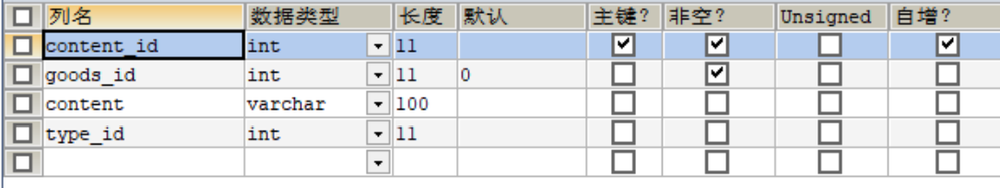 列名 数据类型 长度 默认 主键? 非空? Unsigned 自增?
content_id int 11
goods_id int 11 0
content varchar 100
type_id int 11